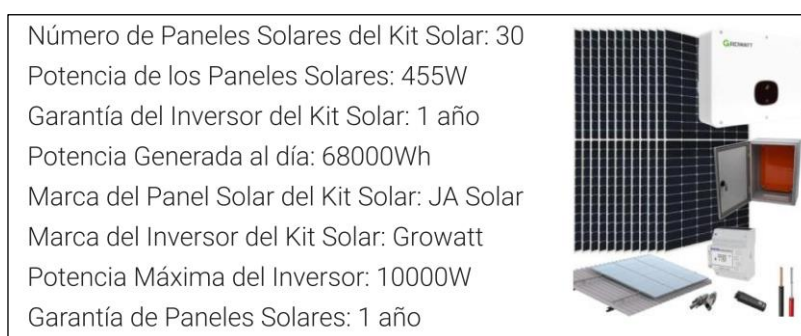 Número de Paneles Solares del Kit Solar: 30
Potencia de los Paneles Solares: 455W
Garantía del Inversor del Kit Solar: 1 año
Potencia Generada al día: 68000Wh
Marca del Panel Solar del Kit Solar: JA Solar
Marca del Inversor del Kit Solar: Growatt
Potencia Máxima del Inversor: 10000W
Garantía de Paneles Solares: 1 año
GROWATT